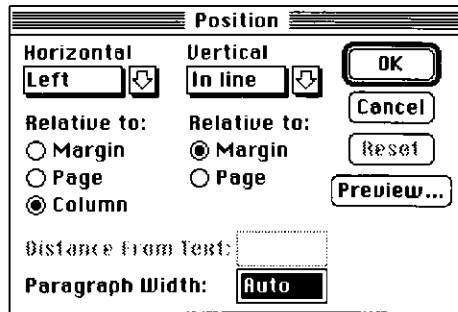 Position
Horizontal Vertical OK
Left In line
Cancel
Relative to: Relative to:
Margin Margin Reset
Page Page
Column Preview...
Distance From Text:
Paragraph Width: Auto